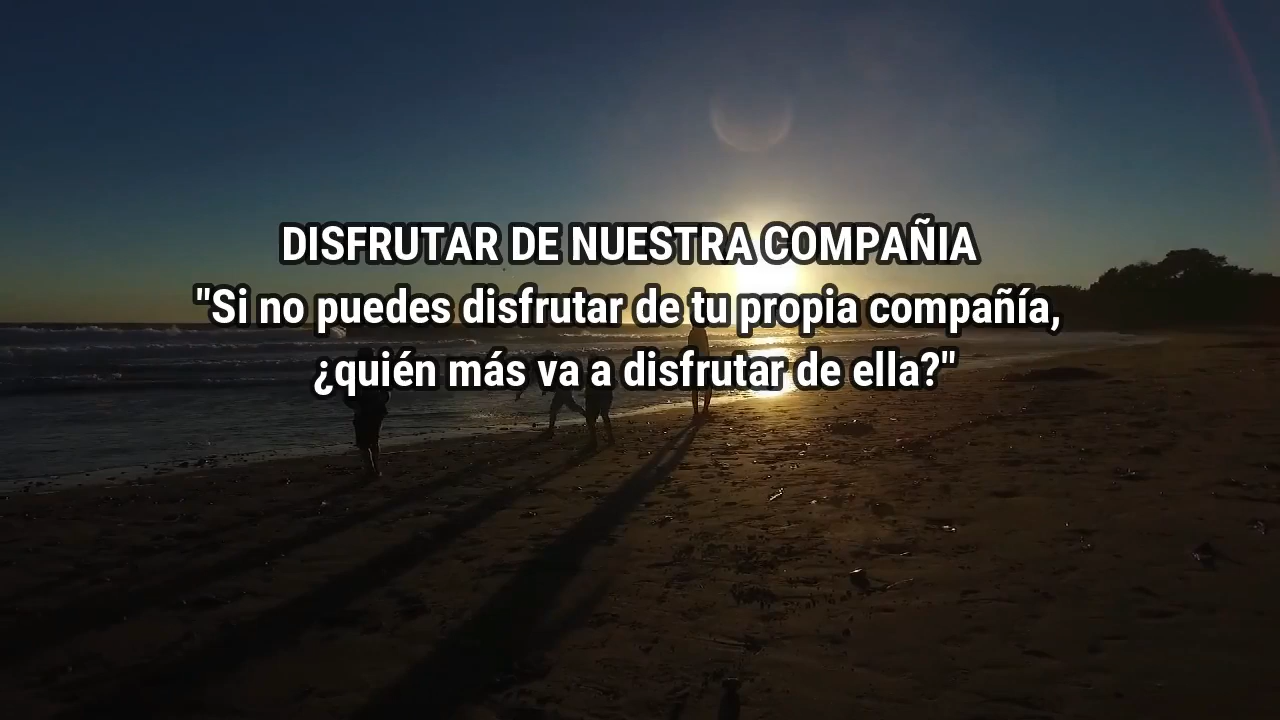 DISFRUTAR DE NUESTRA COMPAÑIA
"Si no puedes disfrutar de tu propia compañía,
¿quién más va a disfrutar de ella?"